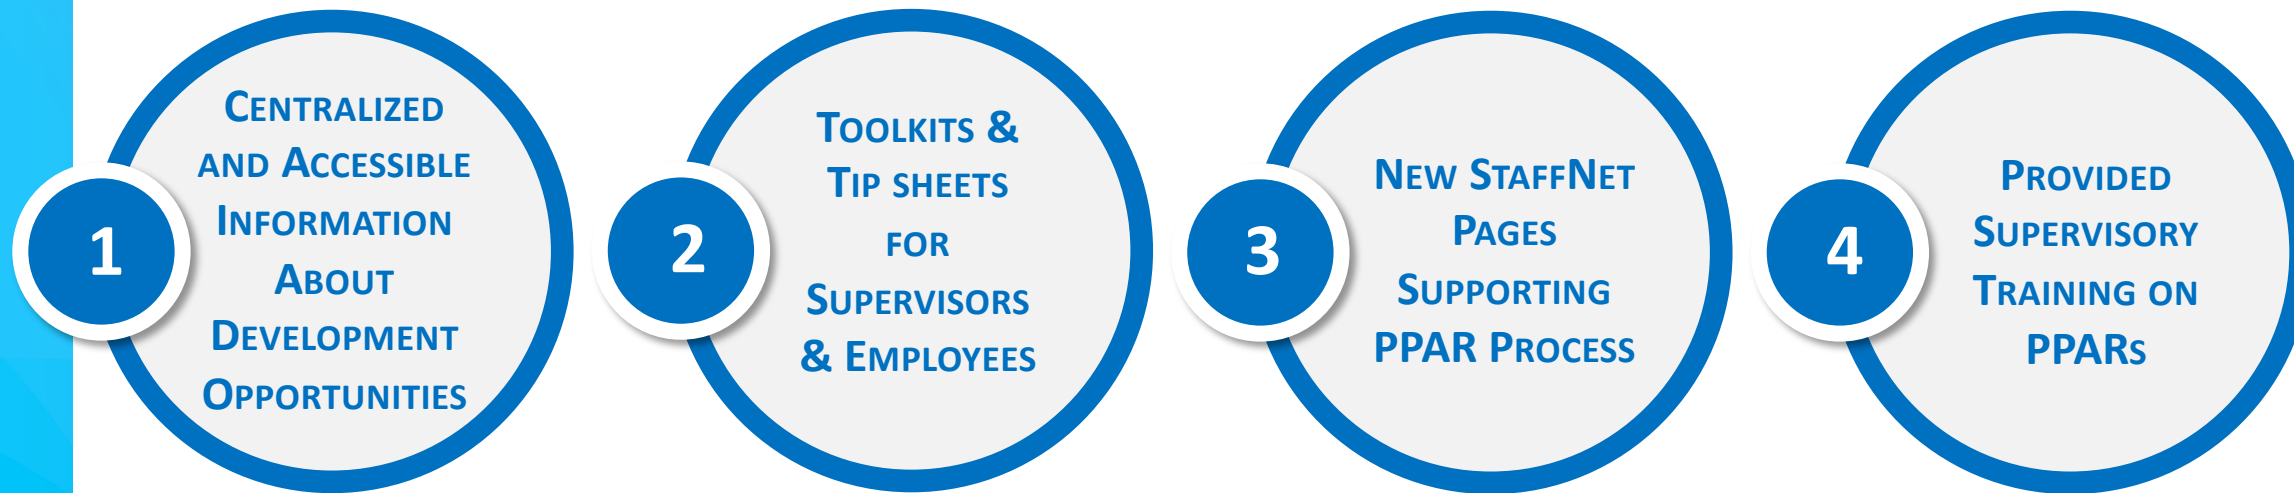 1
CENTRALIZED
AND ACCESSIBLE
INFORMATION
ABOUT
DEVELOPMENT
OPPORTUNITIES
2
TOOLKITS &
TIP SHEETS
FOR
SUPERVISORS
& EMPLOYEES
3
NEW STAFFNET
PAGES
SUPPORTING
PPAR PROCESS
4
PROVIDED
SUPERVISORY
TRAINING ON
PPARS